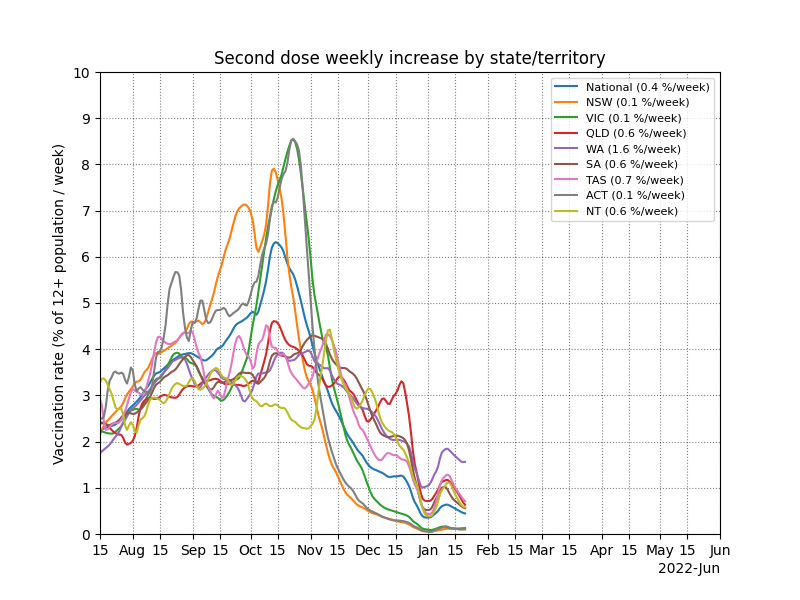 Second dose weekly increase by state/territory
Vaccination rate (% of 12+ population / week)
10
9
8
7
6
5
4
3
2
1
0
National (0.4 %/week)
NSW (0.1 %/week)
VIC (0.1 %/week)
QLD (0.6 %/week)
WA (1.6 %/week)
SA (0.6 %/week)
TAS (0.7 %/week)
ACT (0.1 %/week)
NT (0.6 %/week)
15 Aug 15 Sep 15 Oct 15 Nov 15 Dec 15 Jan 15 Feb 15 Mar 15 Apr 15 May 15 Jun
2022-Jun